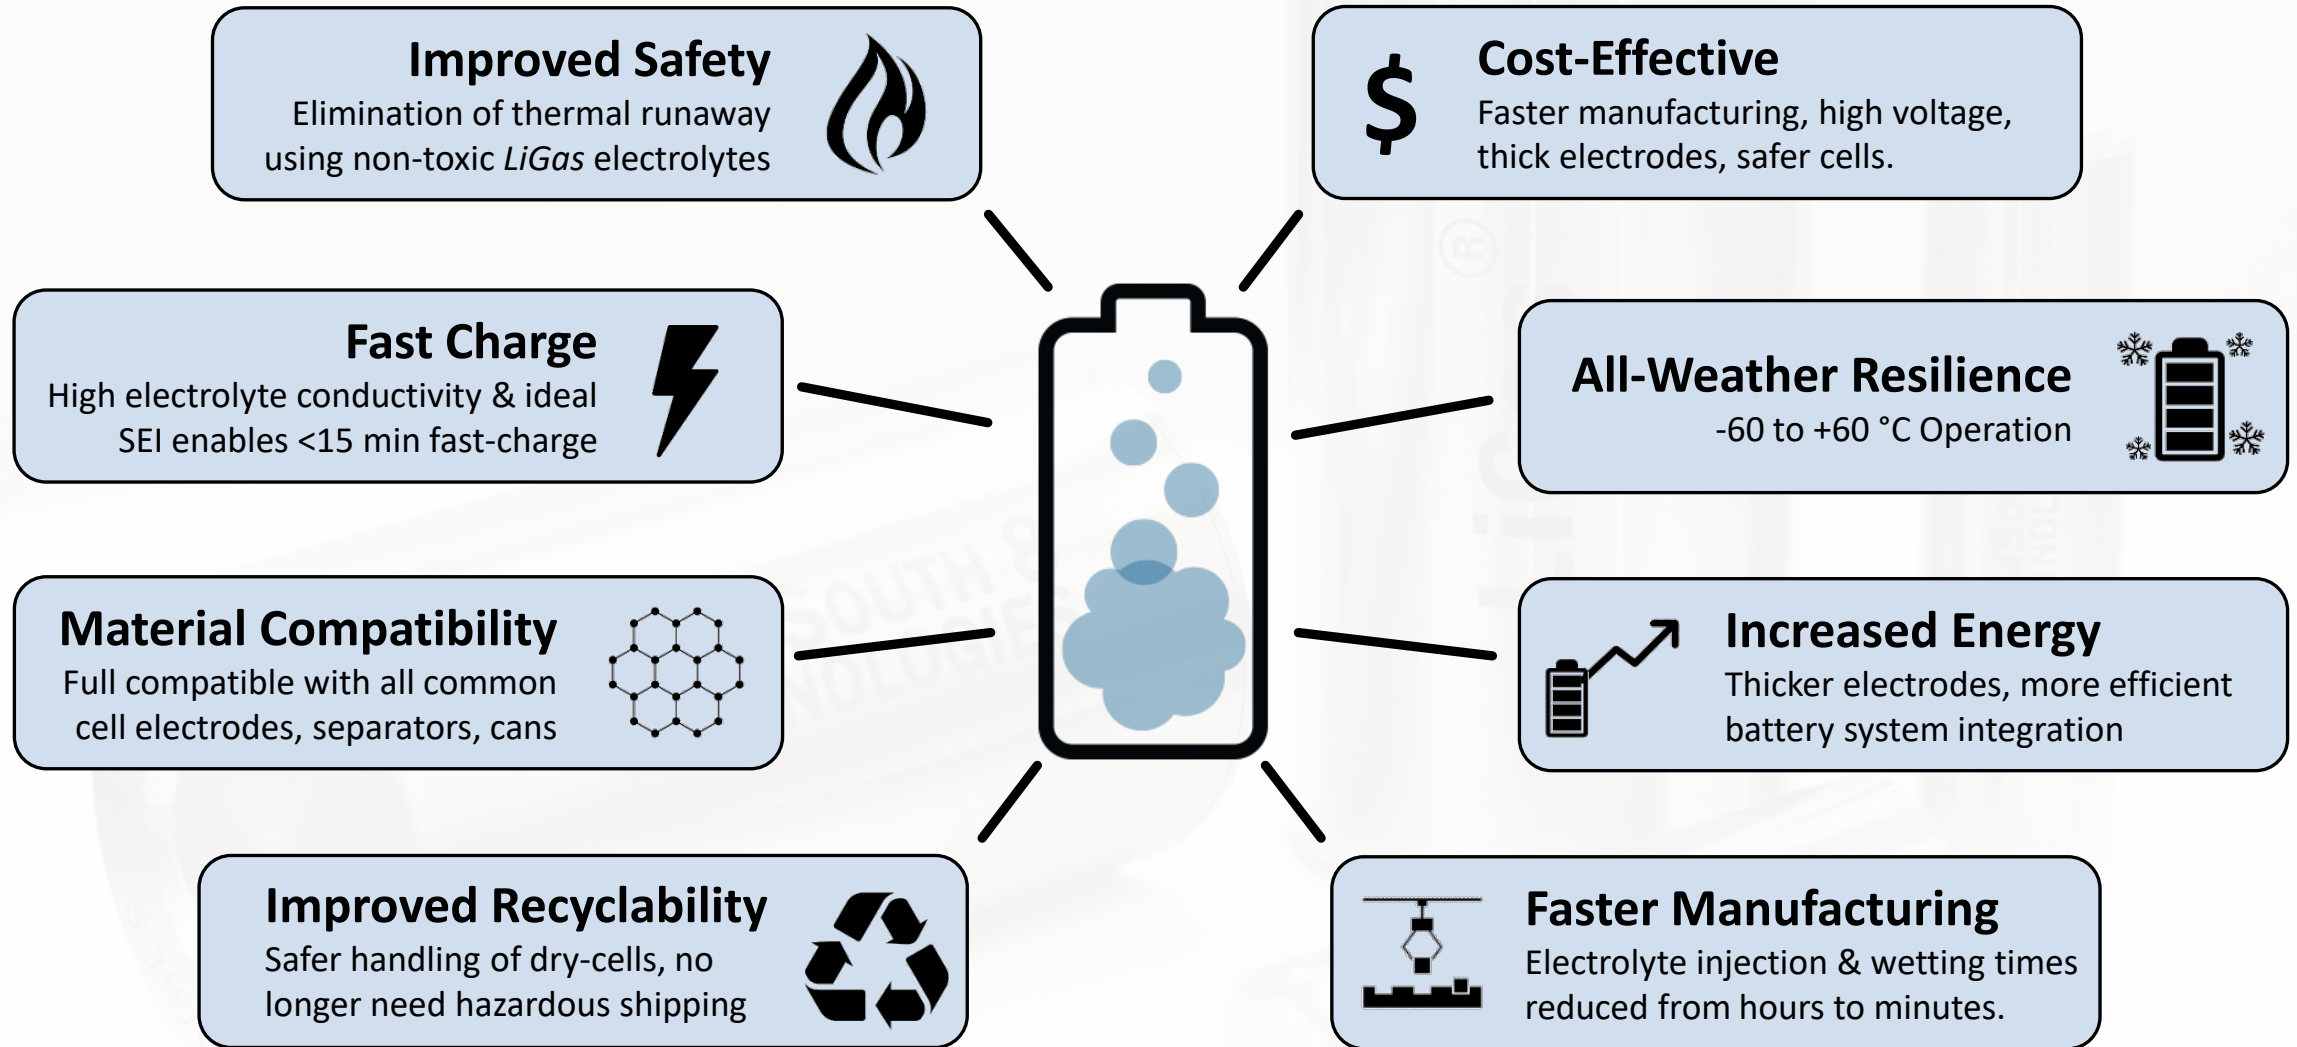 Improved Safety
Elimination of thermal runaway
using non-toxic LiGas electrolytes
$
Cost-Effective
Faster manufacturing, high voltage,
thick electrodes, safer cells.
Fast Charge
High electrolyte conductivity & ideal
SEI enables <15 min fast-charge
All-Weather Resilience
-60 to +60 °C Operation
Material Compatibility
Full compatible with all common
cell electrodes, separators, cans
Increased Energy
Thicker electrodes, more efficient
battery system integration
Improved Recyclability
Safer handling of dry-cells, no
longer need hazardous shipping
Faster Manufacturing
Electrolyte injection & wetting times
reduced from hours to minutes.
SOUTH 8